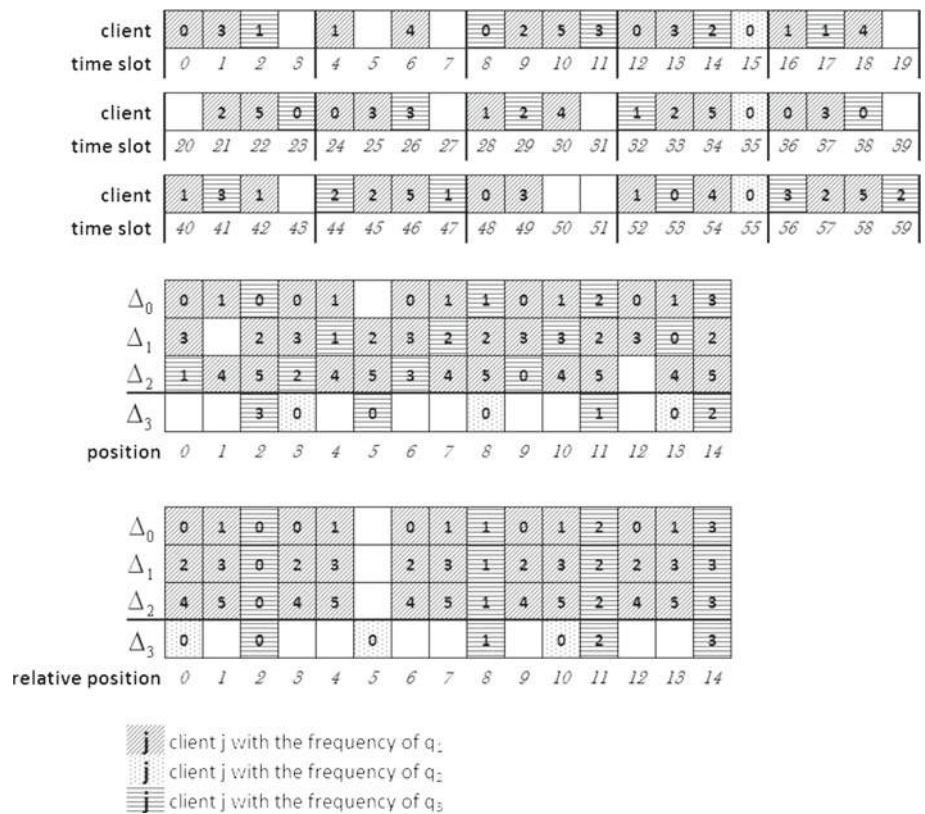 client 0 3 1 1 4 0 2 5 3 0 3 2 0 1 1 4
time slot 0 1 2 3 4 5 6 7 8 9 10 11 12 13 14 15 16 17 18 19
client 2 5 0 0 3 3 1 2 4 1 2 5 0 0 3 0
time slot 20 21 22 23 24 25 26 27 28 29 30 31 32 33 34 35 36 37 38 39
client 1 3 1 2 2 5 1 0 3 1 0 4 0 3 2 5 2
time slot 40 41 42 43 44 45 46 47 48 49 50 51 52 53 54 55 56 57 58 59
Δ0 0 1 0 0 1 0 1 1 0 1 2 0 1 3
Δ1 3 2 3 1 2 3 2 2 3 3 2 3 0 2
Δ2 1 4 5 2 4 5 3 4 5 0 4 5 4 5
Δ3 3 0 0 0 1 0 2
position 0 1 2 3 4 5 6 7 8 9 10 11 12 13 14
Δ0 0 1 0 0 1 0 1 1 0 1 2 0 1 3
Δ1 2 3 0 2 3 2 3 1 2 3 2 2 3 3
Δ2 4 5 0 4 5 4 5 1 4 5 2 4 5 3
Δ3 0 0 0 1 0 2 3
relative position 0 1 2 3 4 5 6 7 8 9 10 11 12 13 14
j client j with the frequency of q1
j client j with the frequency of q2
j client j with the frequency of q3